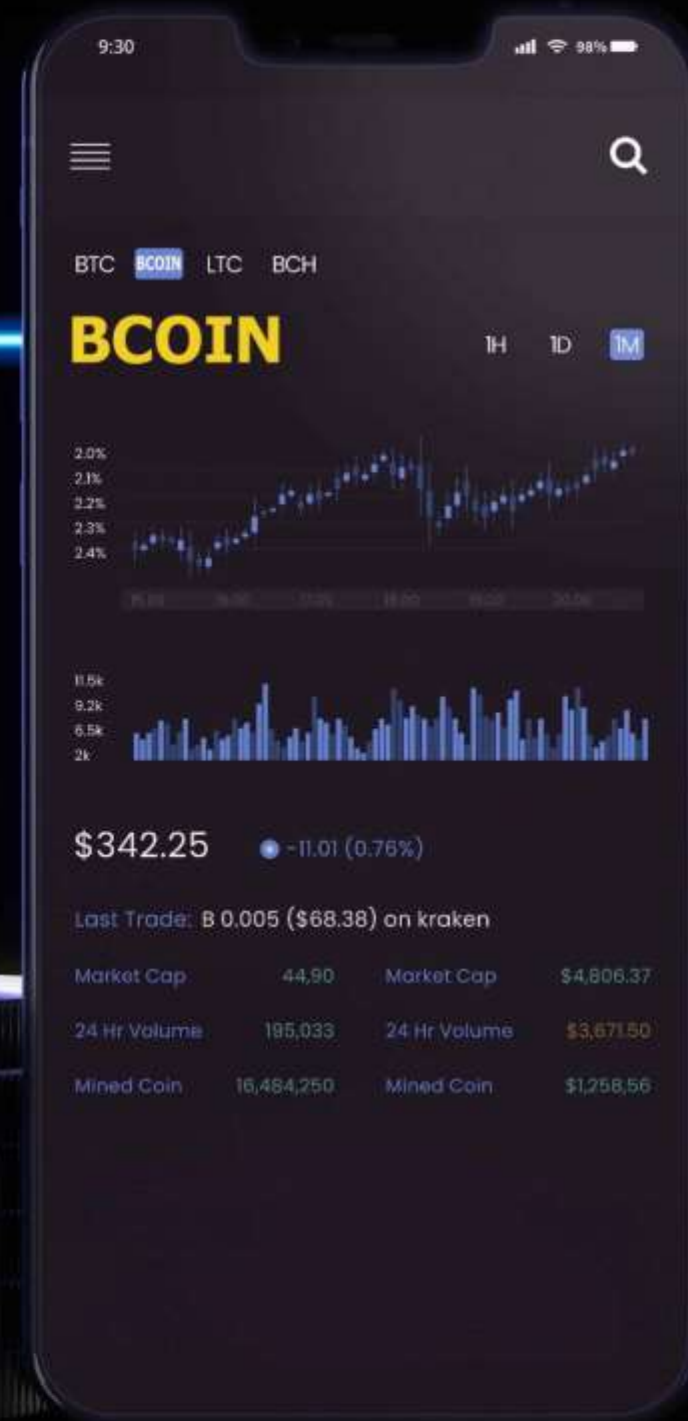 9:30 98%
BTC BCOIN LTC BCH
BCOIN 1H 1D 1M
2.0%
2.1%
2.2%
2.3%
2.4%
11.5k
9.2k
6.5k
2k
$342.25 -11.01 (0.76%)
Last Trade: B 0.005 ($68.38) on kraken
Market Cap 44,90 Market Cap $4,806.37
24 Hr Volume 195,033 24 Hr Volume $3,671.50
Mined Coin 16,484,250 Mined Coin $1,258,56